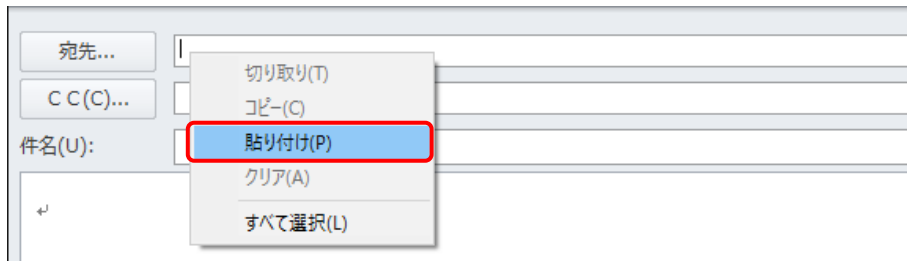 宛先...
切り取り(T)
ＣＣ(C)...
コピー(C)
件名(U):
貼り付け(P)
クリア(A)
すべて選択(L)